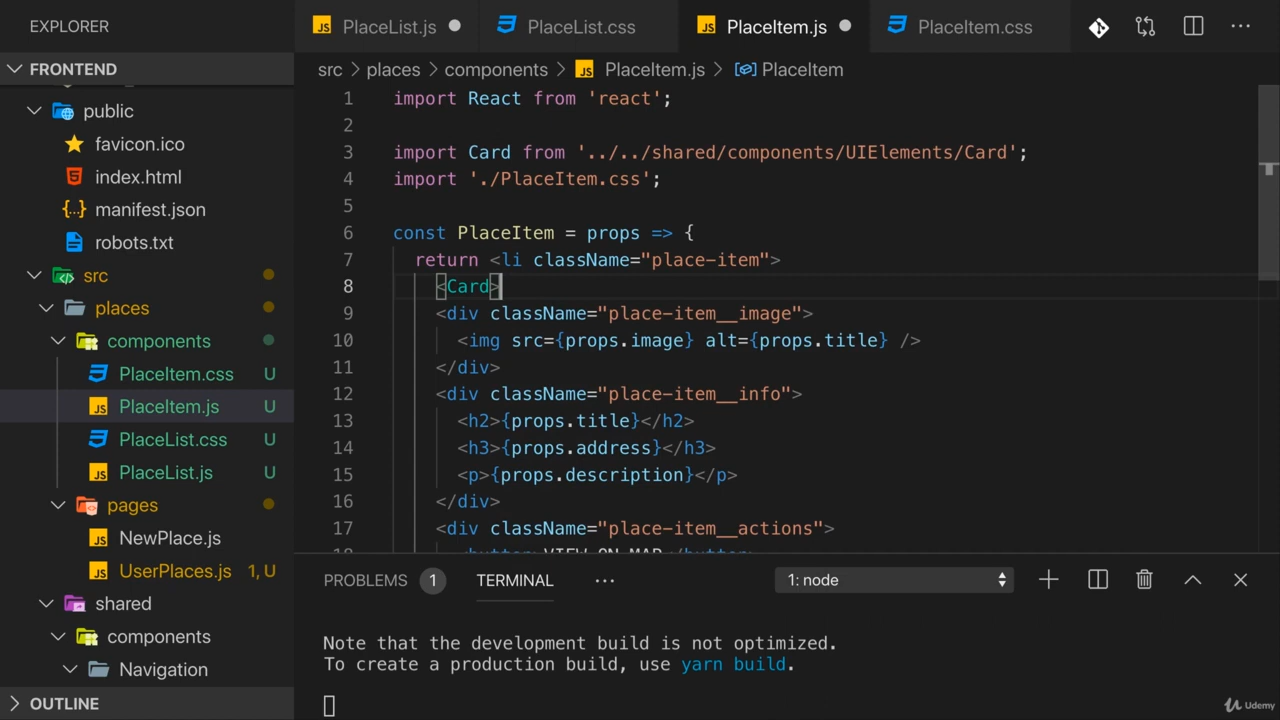 EXPLORER
PlaceList.js
PlaceList.css
PlaceItem.js
PlaceItem.css
FRONTEND
src > places > components > PlaceItem.js > PlaceItem
public
favicon.ico
index.html
manifest.json
robots.txt
src
places
components
PlaceItem.css U
PlaceItem.js U
PlaceList.css U
PlaceList.js U
pages
NewPlace.js
UserPlaces.js 1, U
shared
components
Navigation
OUTLINE
1 import React from 'react';
2
3 import Card from '../../shared/components/UIElements/Card';
4 import './PlaceItem.css';
5
6 const PlaceItem = props => {
7 return <li className="place-item">
8 <Card>
9 <div className="place-item__image">
10 <img src={props.image} alt={props.title} />
11 </div>
12 <div className="place-item__info">
13 <h2>{props.title}</h2>
14 <h3>{props.address}</h3>
15 <p>{props.description}</p>
16 </div>
17 <div className="place-item__actions">
18 <button>VIEW ON MAP</button>
PROBLEMS 1 TERMINAL ··· 1: node
Note that the development build is not optimized.
To create a production build, use yarn build.
Udemy